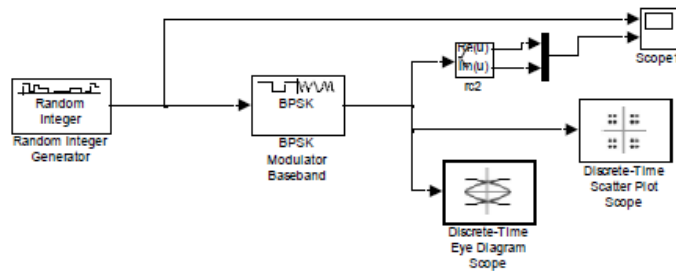 Random
Integer
Random Integer
Generator
BPSK
BPSK
Modulator
Baseband
Re(u)
Im(u)
rc2
Scope1
Discrete-Time
Scatter Plot
Scope
Discrete-Time
Eye Diagram
Scope